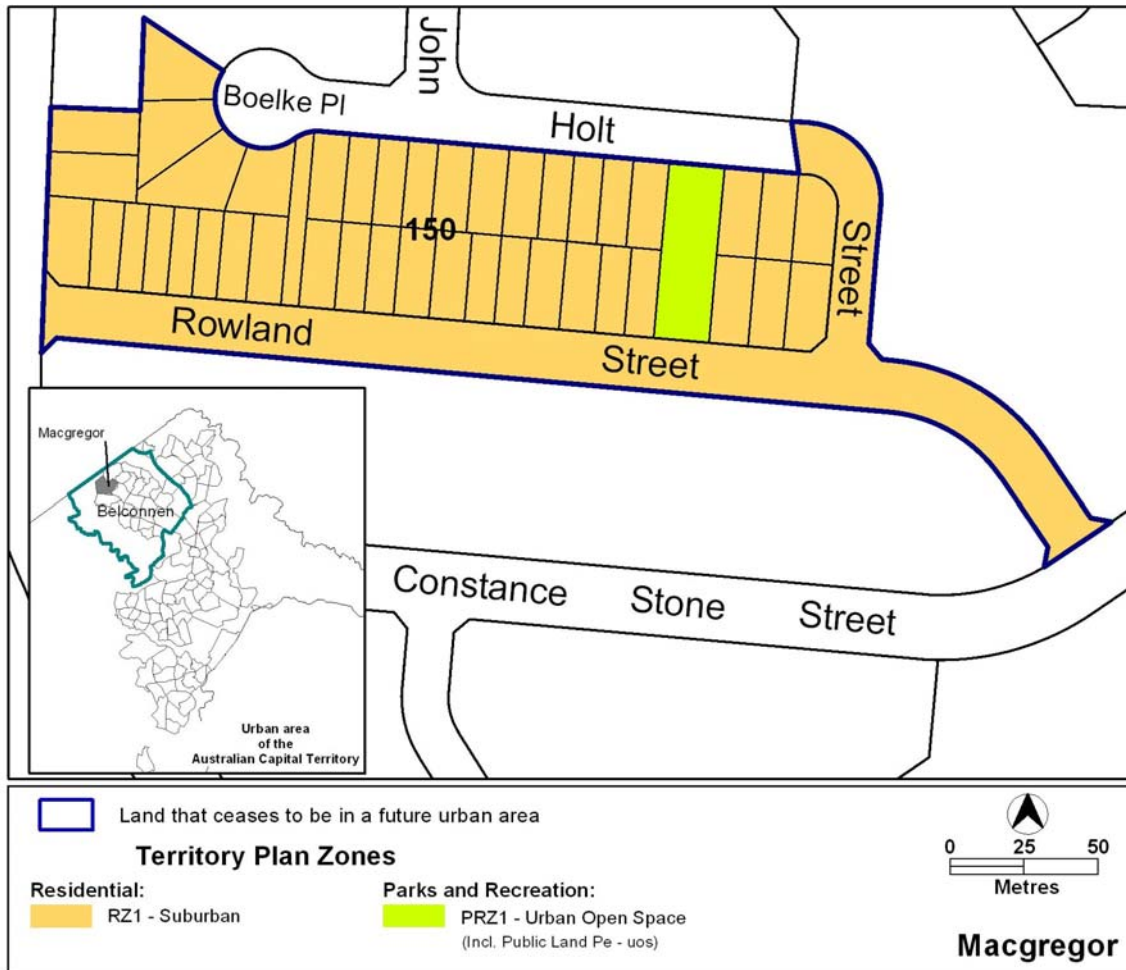 John
Boelke Pl
Holt
150
Street
Rowland
Street
Macgregor
Belconnen
Constance Stone Street
Urban area
of the
Australian Capital Territory
Land that ceases to be in a future urban area
Territory Plan Zones
0 25 50
Metres
Residential:
Parks and Recreation:
RZ1 - Suburban
PRZ1 - Urban Open Space
(Incl. Public Land Pe - uos)
Macgregor